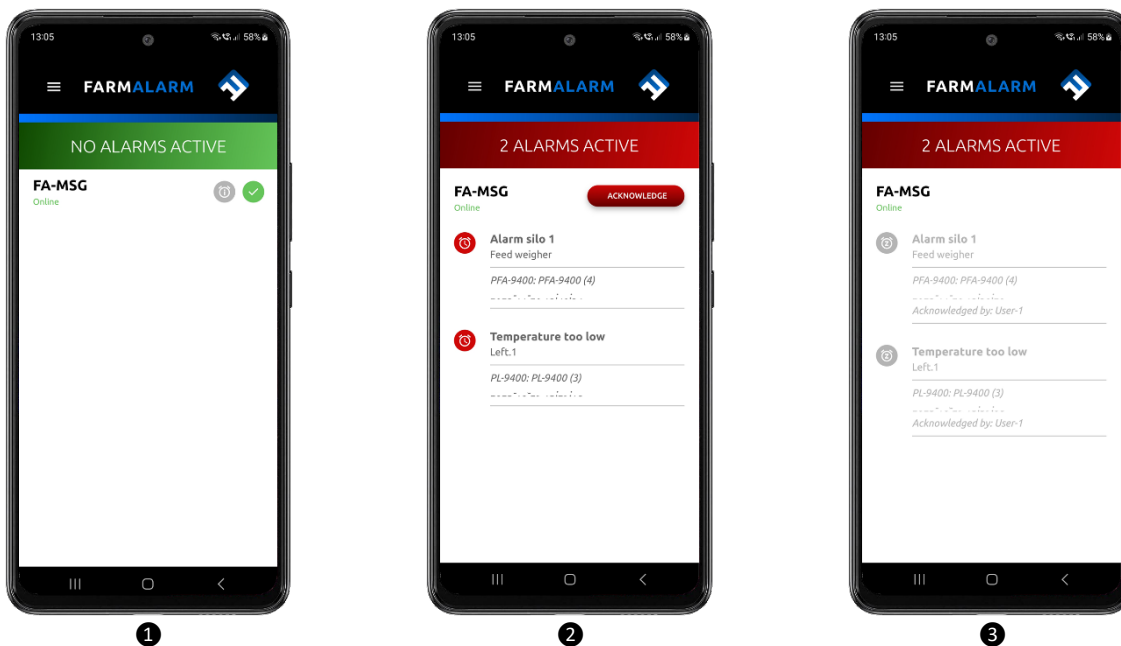 13:05
58%
FARMALARM
NO ALARMS ACTIVE
FA-MSG
Online
1
13:05
58%
FARMALARM
2 ALARMS ACTIVE
FA-MSG
ACKNOWLEDGE
Online
Alarm silo 1
Feed weigher
PFA-9400: PFA-9400 (4)
Temperature too low
Left.1
PL-9400: PL-9400 (3)
2
13:05
58%
FARMALARM
2 ALARMS ACTIVE
FA-MSG
Online
Alarm silo 1
Feed weigher
PFA-9400: PFA-9400 (4)
Acknowledged by: User-1
Temperature too low
Left.1
PL-9400: PL-9400 (3)
Acknowledged by: User-1
3